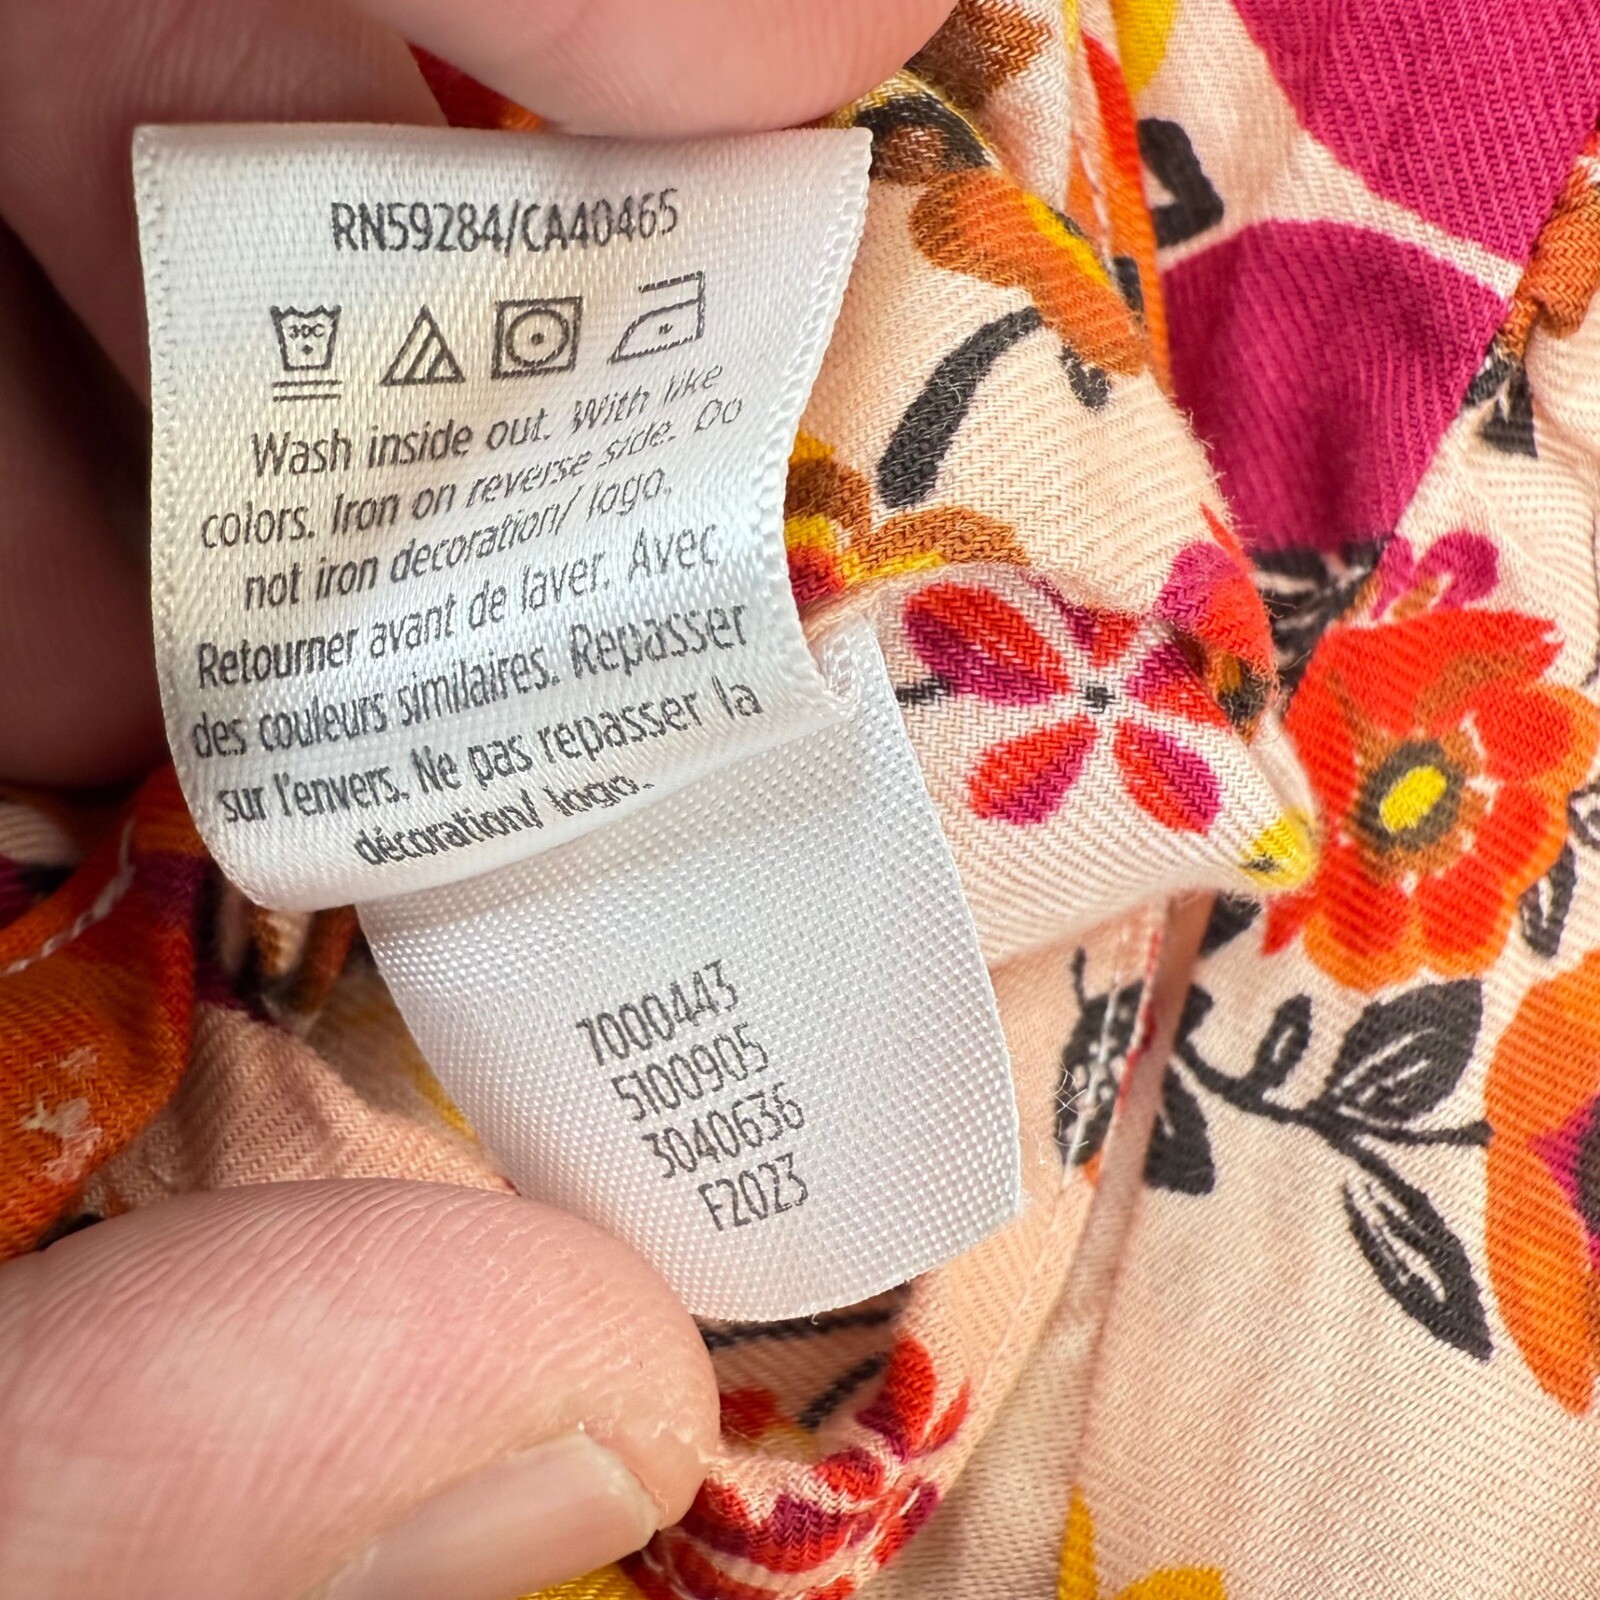 RN59284/CA40465
30C
Wash inside out. With like
colors. Iron on reverse side. Do
not iron decoration/ logo.
Retourner avant de laver. Avec
des couleurs similaires. Repasser
sur l'envers. Ne pas repasser la
décoration/ logo.
7000443
5100905
3040636
F2023